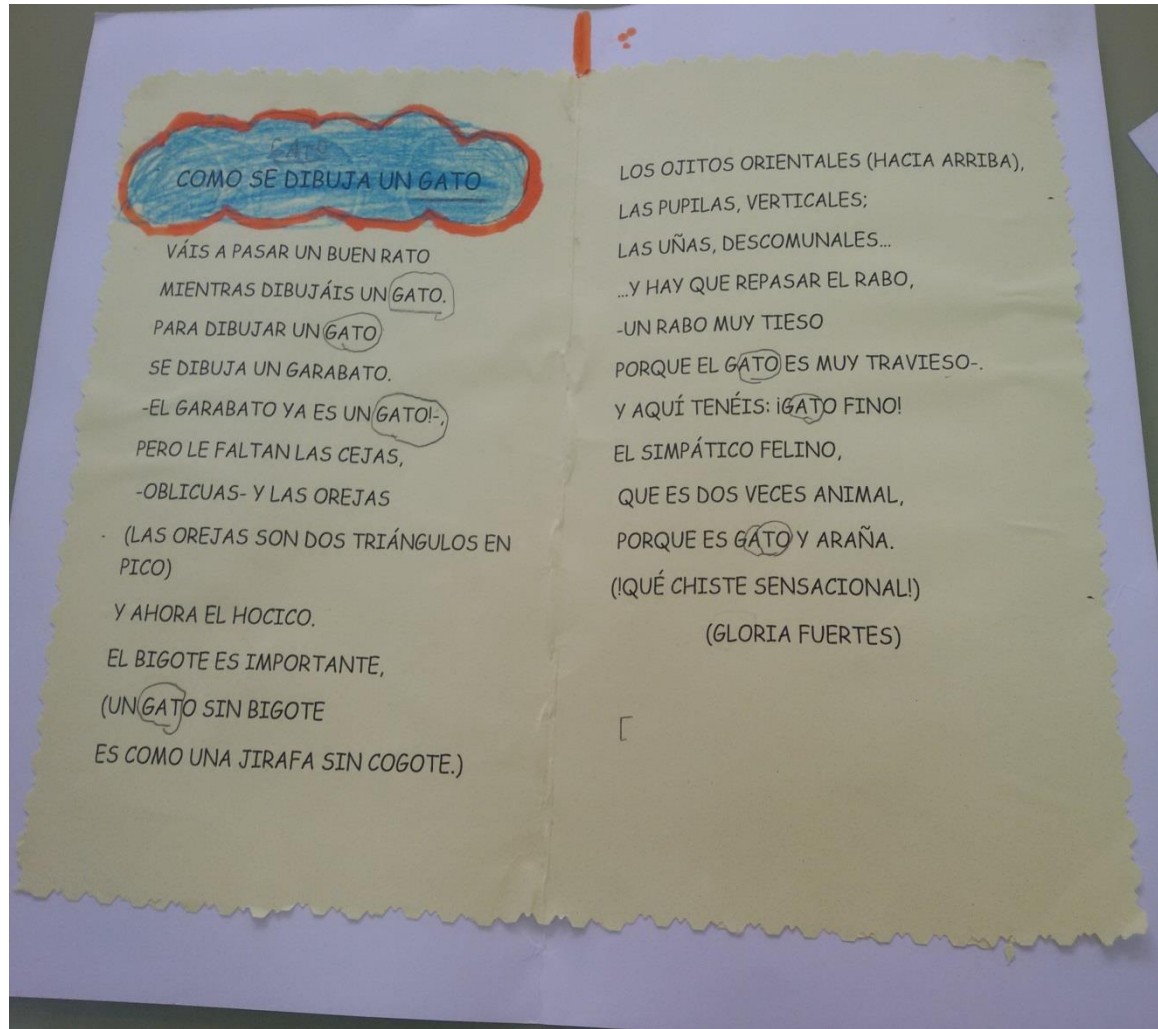 GATO
COMO SE DIBUJA UN GATO
VÁIS A PASAR UN BUEN RATO
MIENTRAS DIBUJÁIS UN GATO.
PARA DIBUJAR UN GATO
SE DIBUJA UN GARABATO.
-EL GARABATO YA ES UN GATO!-,
PERO LE FALTAN LAS CEJAS,
-OBLICUAS- Y LAS OREJAS
(LAS OREJAS SON DOS TRIÁNGULOS EN
PICO)
Y AHORA EL HOCICO.
EL BIGOTE ES IMPORTANTE,
(UN GATO SIN BIGOTE
ES COMO UNA JIRAFA SIN COGOTE.)
LOS OJITOS ORIENTALES (HACIA ARRIBA),
LAS PUPILAS, VERTICALES;
LAS UÑAS, DESCOMUNALES...
...Y HAY QUE REPASAR EL RABO,
-UN RABO MUY TIESO
PORQUE EL GATO ES MUY TRAVIESO-.
Y AQUÍ TENÉIS: ¡GATO FINO!
EL SIMPÁTICO FELINO,
QUE ES DOS VECES ANIMAL,
PORQUE ES GATO Y ARAÑA.
(!QUÉ CHISTE SENSACIONAL!)
(GLORIA FUERTES)